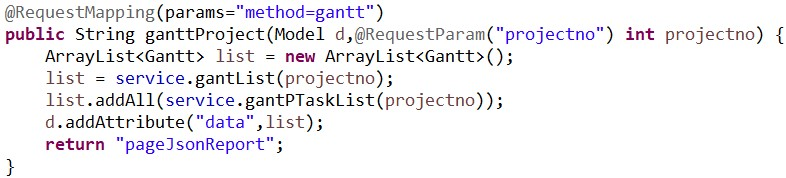 @RequestMapping(params="method=gantt")
public String ganttProject(Model d,@RequestParam("projectno") int projectno) {
    ArrayList<Gantt> list = new ArrayList<Gantt>();
    list = service.gantList(projectno);
    list.addAll(service.gantPTaskList(projectno));
    d.addAttribute("data",list);
    return "pageJsonReport";
}